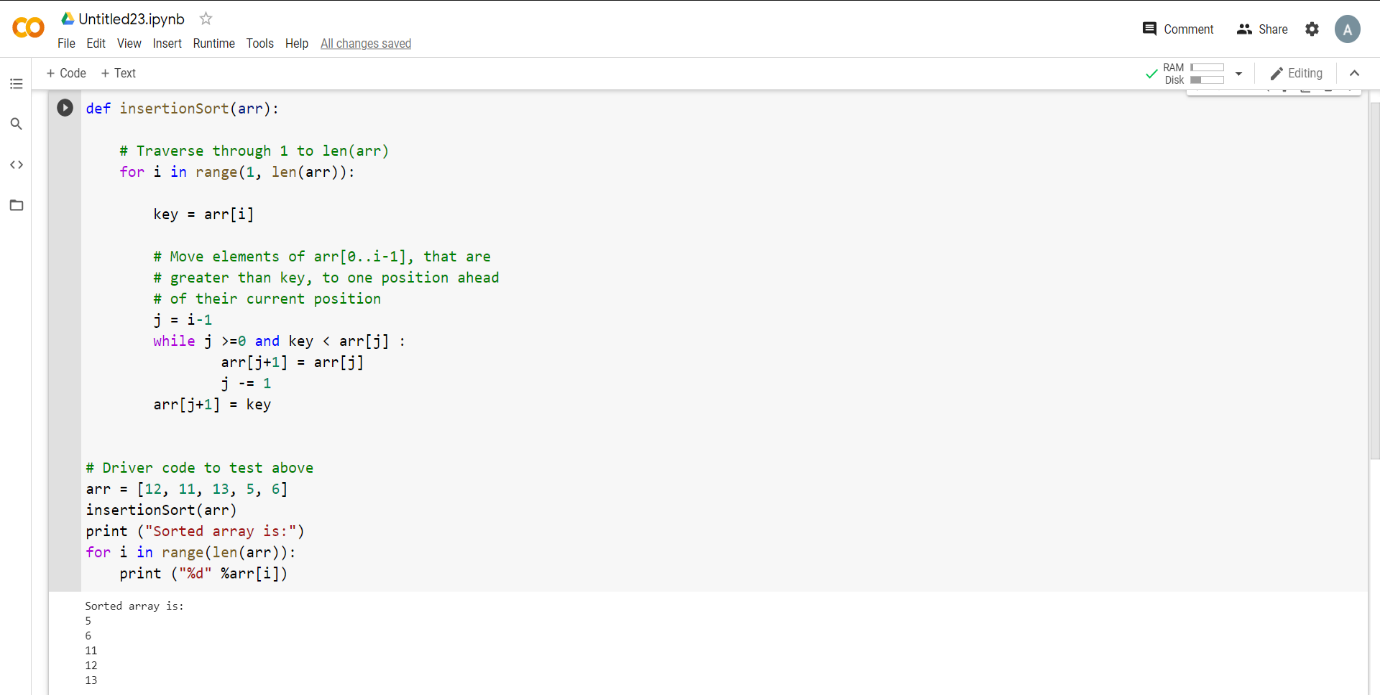 Untitled23.ipynb
File Edit View Insert Runtime Tools Help All changes saved
Comment Share A
+ Code + Text
RAM
Disk
Editing
def insertionSort(arr):
    # Traverse through 1 to len(arr)
    for i in range(1, len(arr)):
        key = arr[i]
        # Move elements of arr[0..i-1], that are
        # greater than key, to one position ahead
        # of their current position
        j = i-1
        while j >=0 and key < arr[j] :
                arr[j+1] = arr[j]
                j -= 1
        arr[j+1] = key
# Driver code to test above
arr = [12, 11, 13, 5, 6]
insertionSort(arr)
print ("Sorted array is:")
for i in range(len(arr)):
    print ("%d" %arr[i])
Sorted array is:
5
6
11
12
13